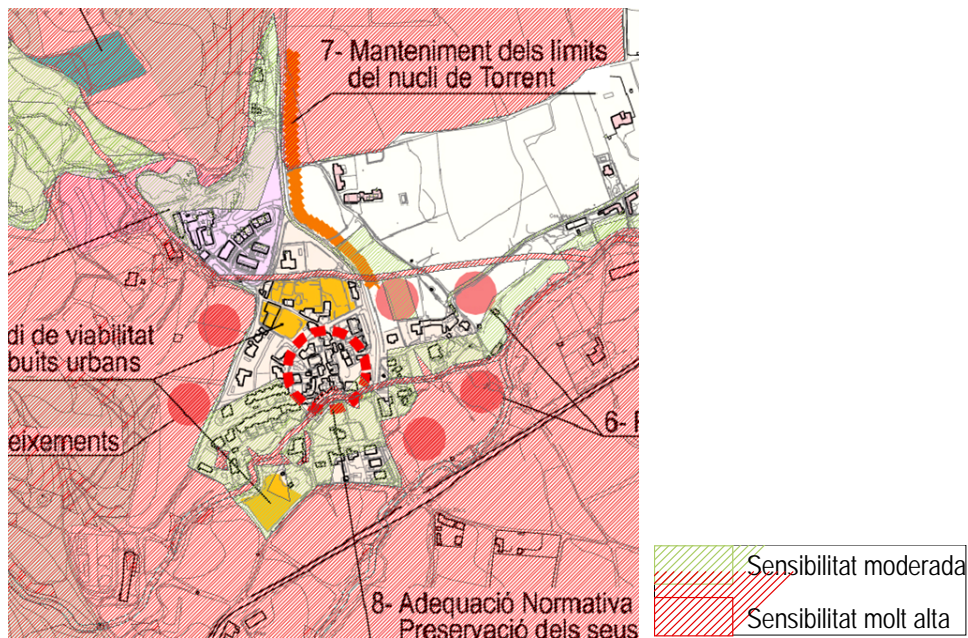 7- Manteniment dels límits
del nucli de Torrent
di de viabilitat
buits urbans
eixements
6- F
8- Adequació Normativa
Preservació dels seus
Sensibilitat moderada
Sensibilitat molt alta